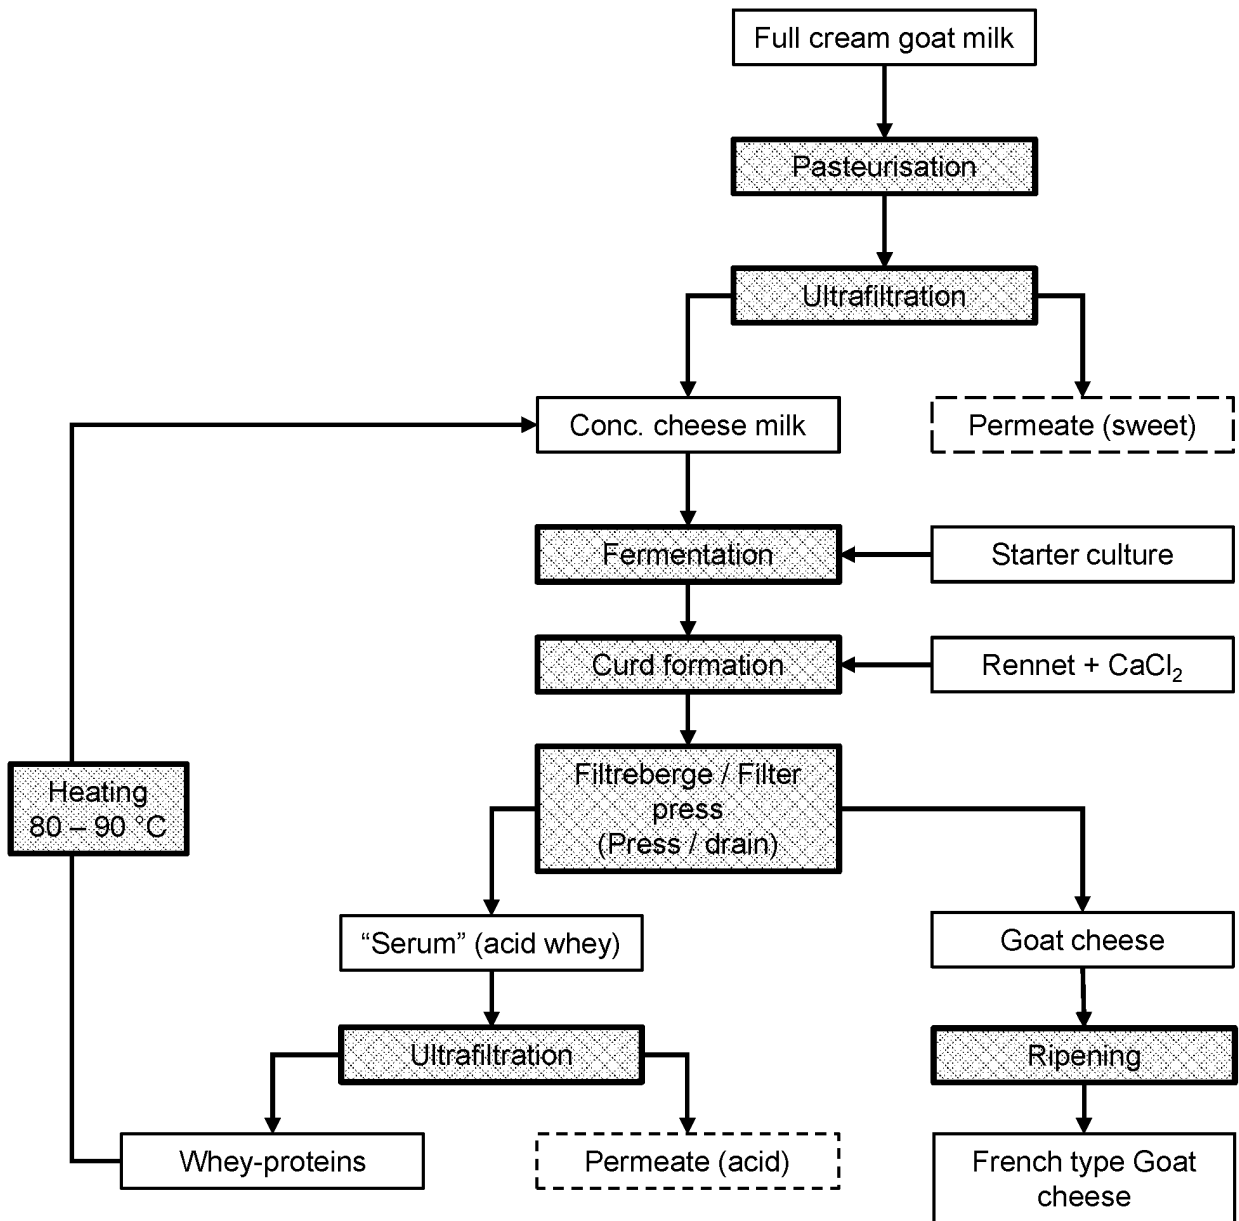 Full cream goat milk
Pasteurisation
Ultrafiltration
Conc. cheese milk
Permeate (sweet)
Fermentation
Starter culture
Curd formation
Rennet + CaCl₂
Heating
80 – 90 °C
Filtreberge / Filter
press
(Press / drain)
“Serum” (acid whey)
Goat cheese
Ultrafiltration
Ripening
Whey-proteins
Permeate (acid)
French type Goat
cheese